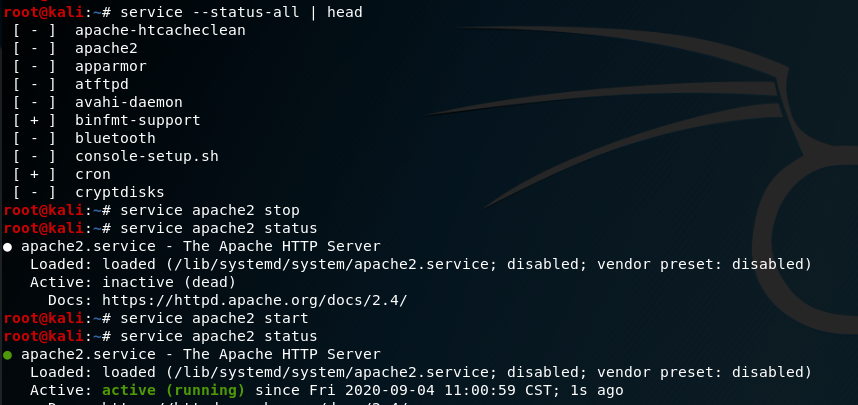 root@kali:~# service --status-all | head
 [ - ]  apache-htcacheclean
 [ - ]  apache2
 [ - ]  apparmor
 [ - ]  atftpd
 [ - ]  avahi-daemon
 [ + ]  binfmt-support
 [ - ]  bluetooth
 [ - ]  console-setup.sh
 [ + ]  cron
 [ - ]  cryptdisks
root@kali:~# service apache2 stop
root@kali:~# service apache2 status
● apache2.service - The Apache HTTP Server
   Loaded: loaded (/lib/systemd/system/apache2.service; disabled; vendor preset: disabled)
   Active: inactive (dead)
     Docs: https://httpd.apache.org/docs/2.4/
root@kali:~# service apache2 start
root@kali:~# service apache2 status
● apache2.service - The Apache HTTP Server
   Loaded: loaded (/lib/systemd/system/apache2.service; disabled; vendor preset: disabled)
   Active: active (running) since Fri 2020-09-04 11:00:59 CST; 1s ago